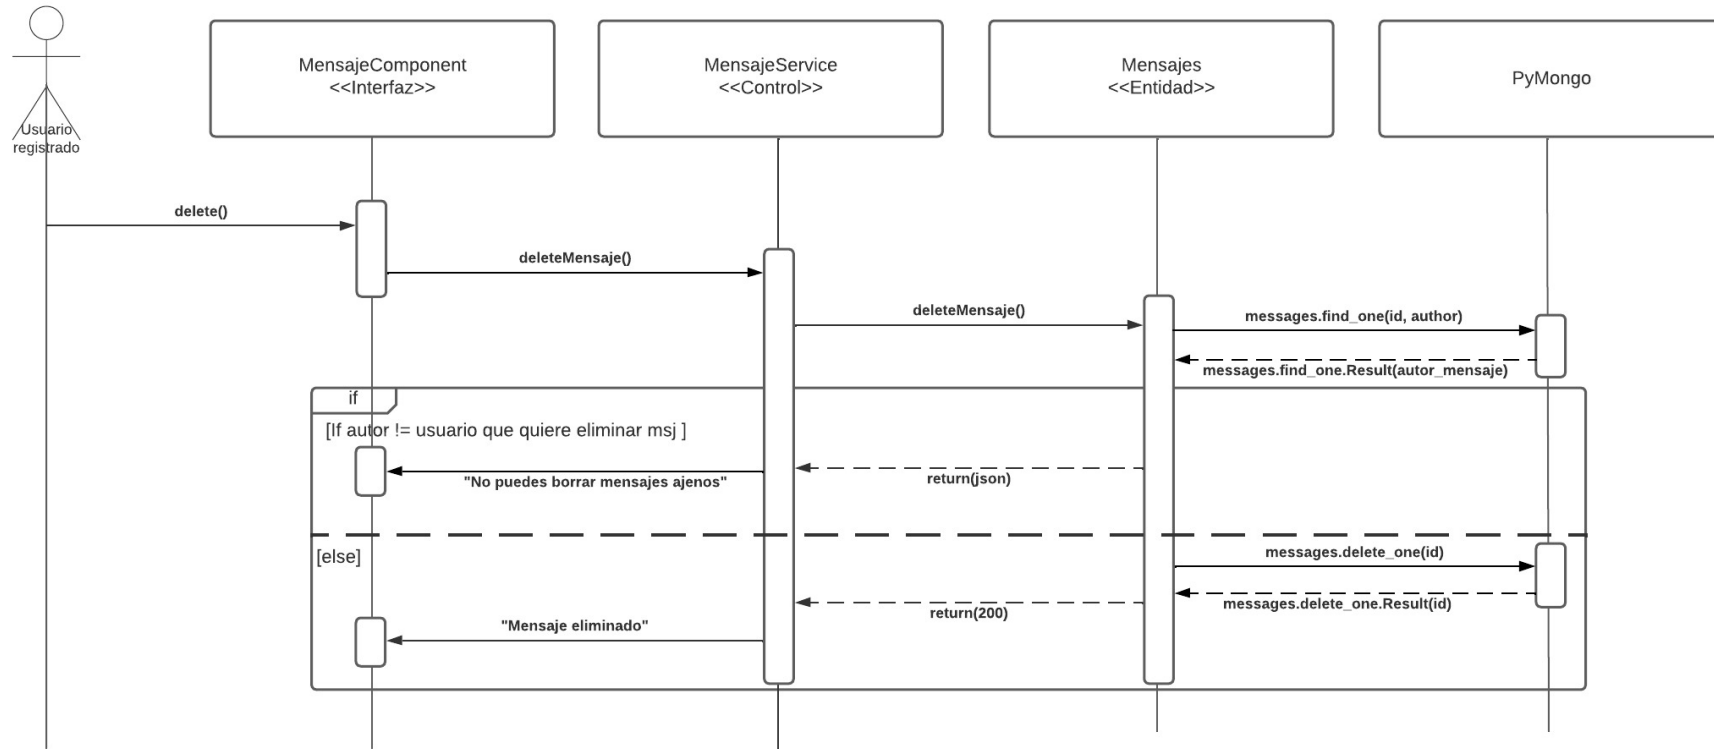 Usuario
registrado
MensajeComponent
<<Interfaz>>
MensajeService
<<Control>>
Mensajes
<<Entidad>>
PyMongo
delete()
deleteMensaje()
deleteMensaje()
messages.find_one(id, author)
messages.find_one.Result(autor_mensaje)
if
[If autor != usuario que quiere eliminar msj ]
return(json)
"No puedes borrar mensajes ajenos"
[else]
messages.delete_one(id)
messages.delete_one.Result(id)
return(200)
"Mensaje eliminado"